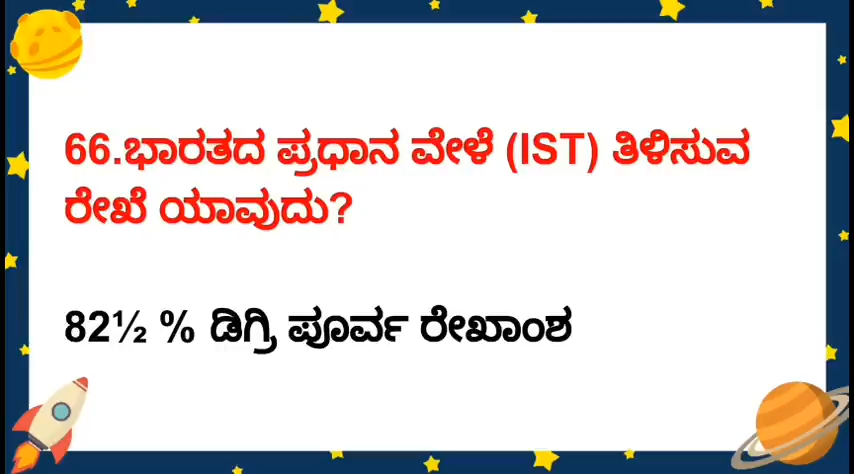 66.ಭಾರತದ ಪ್ರಧಾನ ವೇಳೆ (IST) ತಿಳಿಸುವ
ರೇಖೆ ಯಾವುದು?
82½ % ಡಿಗ್ರಿ ಪೂರ್ವ ರೇಖಾಂಶ